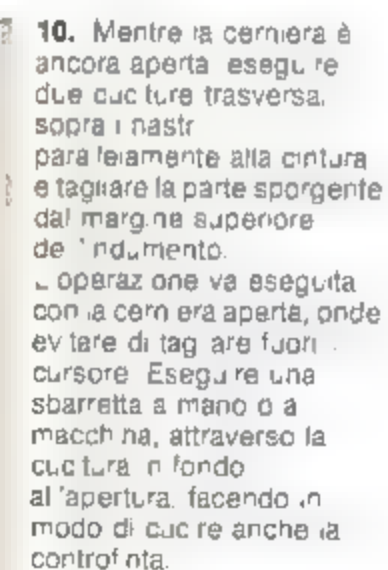 10. Mentre la cerniera è
ancora aperta eseguire
due cuciture trasversali
sopra i nastri
parallelamente alla cintura
e tagliare la parte sporgente
dal margine superiore
dell'indumento.
L'operazione va eseguita
con la cerniera aperta, onde
evitare di tagliare fuori
cursore Eseguire una
sbarretta a mano o a
macchina, attraverso la
cucitura in fondo
all'apertura, facendo in
modo di cucire anche la
controfinta.